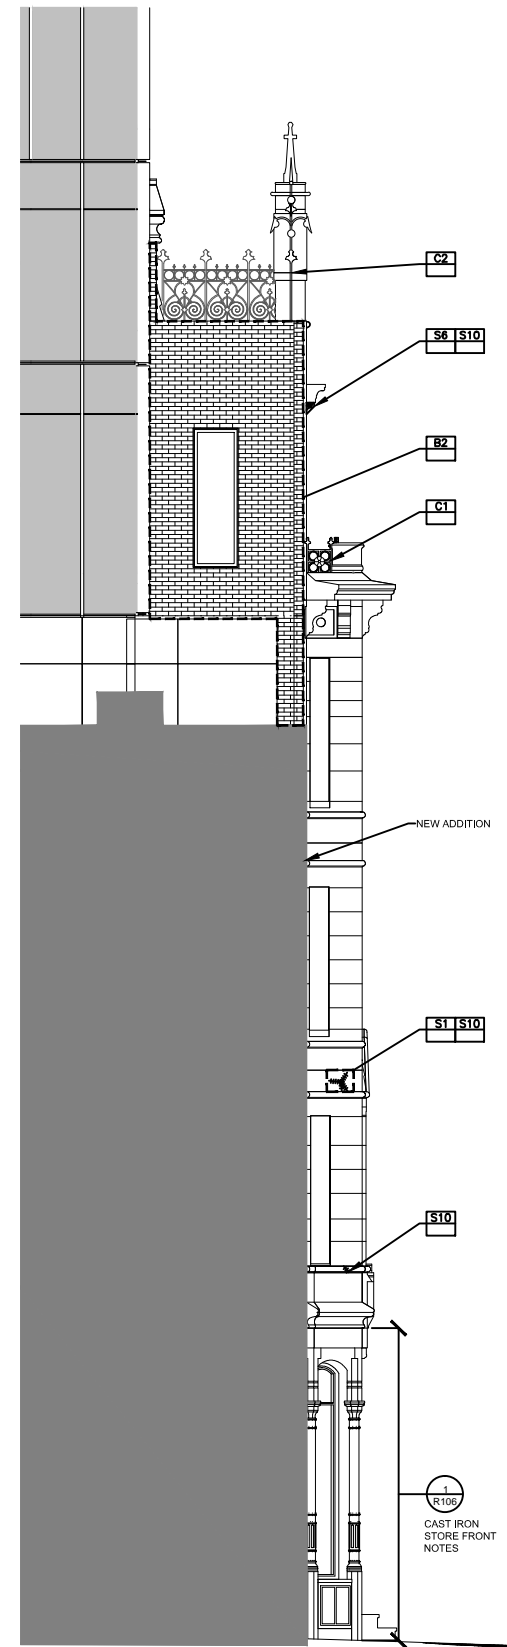 C2
S6 S10
B2
C1
NEW ADDITION
S1 S10
S10
1
R106
CAST IRON
STORE FRONT
NOTES